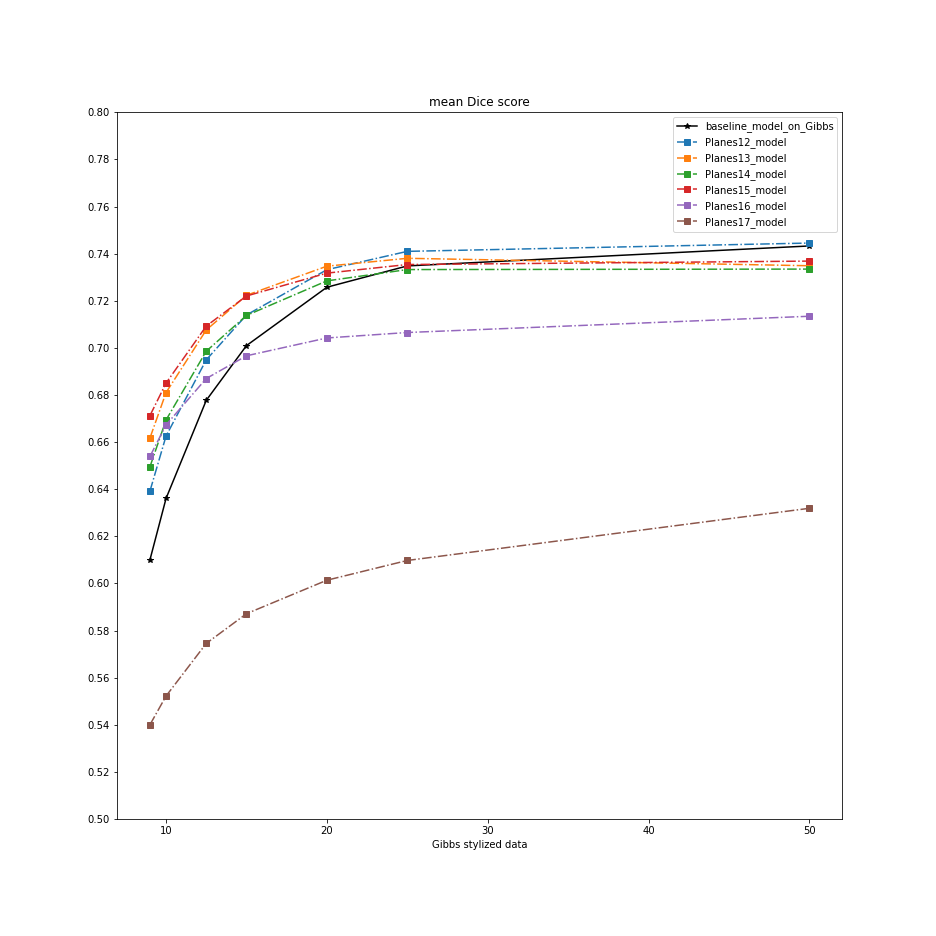 mean Dice score
0.80
0.78
0.76
0.74
0.72
0.70
0.68
0.66
0.64
0.62
0.60
0.58
0.56
0.54
0.52
0.50
baseline_model_on_Gibbs
Planes12_model
Planes13_model
Planes14_model
Planes15_model
Planes16_model
Planes17_model
10 20 30 40 50
Gibbs stylized data